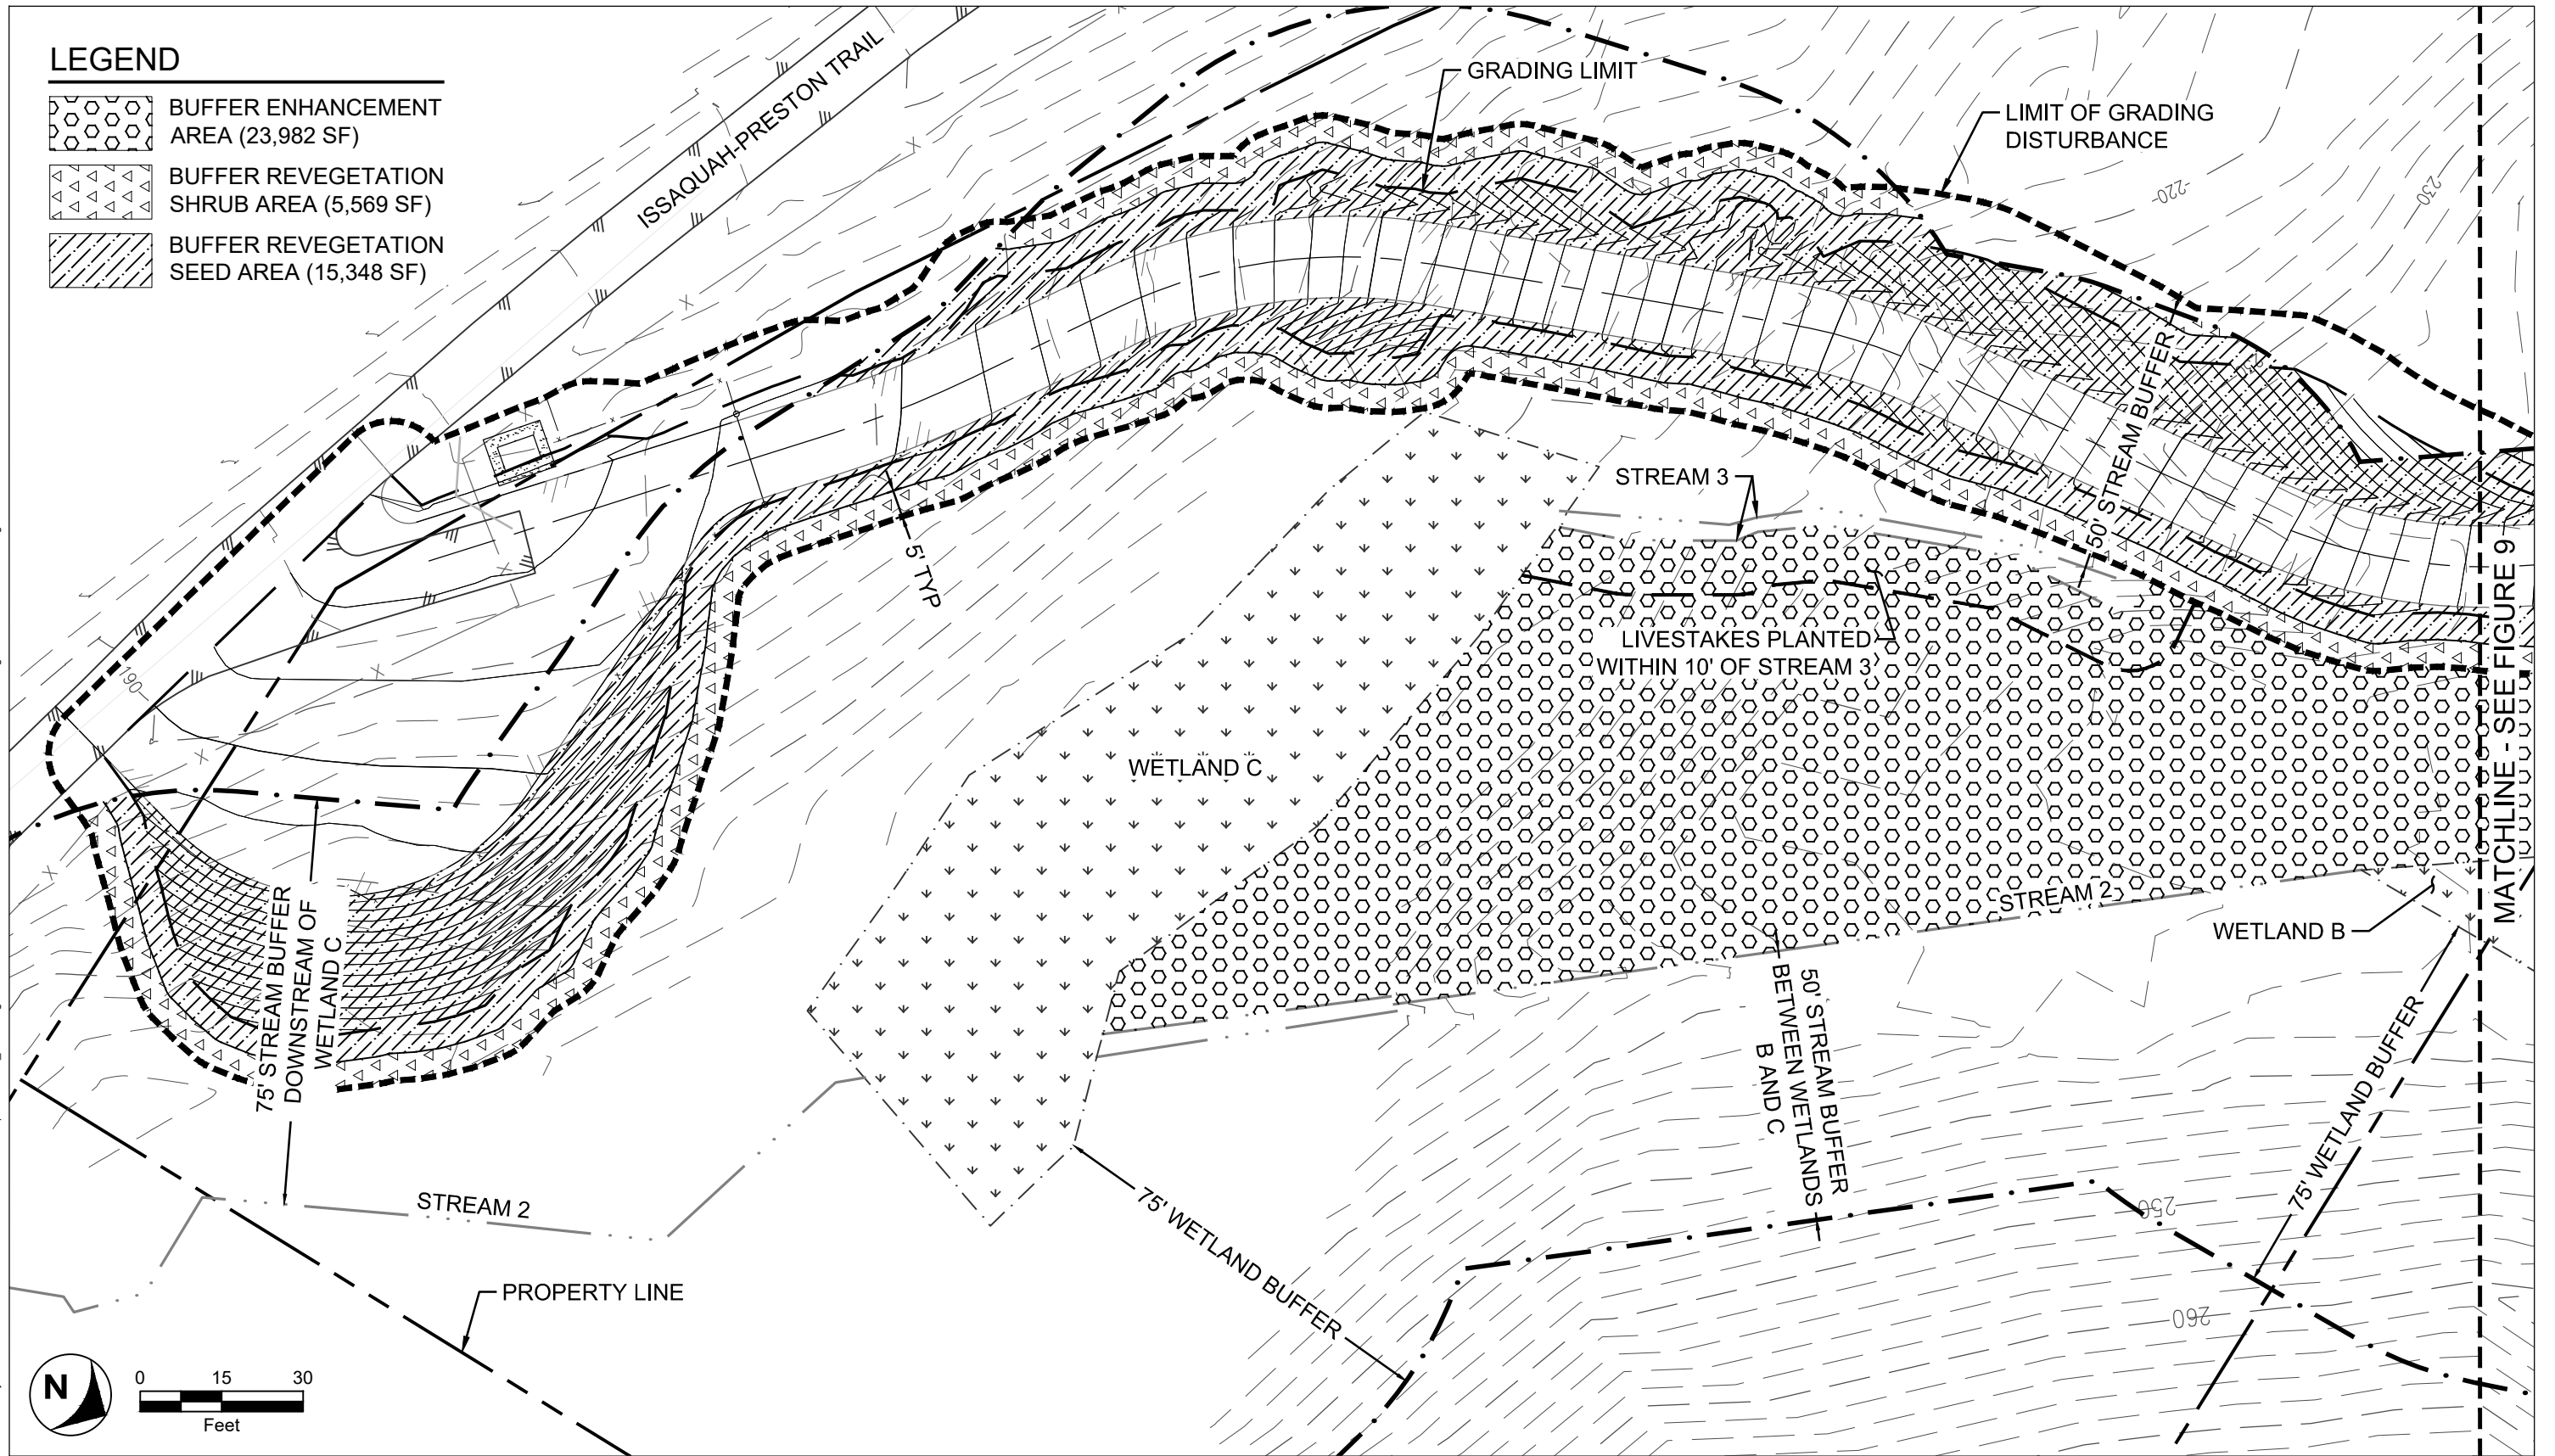 LEGEND
BUFFER ENHANCEMENT
AREA (23,982 SF)
BUFFER REVEGETATION
SHRUB AREA (5,569 SF)
BUFFER REVEGETATION
SEED AREA (15,348 SF)
ISSAQUAH-PRESTON TRAIL
GRADING LIMIT
LIMIT OF GRADING
DISTURBANCE
220
230
50' STREAM BUFFER
STREAM 3
5' TYP
LIVESTAKES PLANTED
WITHIN 10' OF STREAM 3
190
WETLAND C
MATCHLINE - SEE FIGURE 9
STREAM 2
WETLAND B
75' STREAM BUFFER
DOWNSTREAM OF
WETLAND C
50' STREAM BUFFER
BETWEEN WETLANDS
B AND C
75' WETLAND BUFFER
STREAM 2
75' WETLAND BUFFER
250
260
PROPERTY LINE
N
0 15 30
Feet